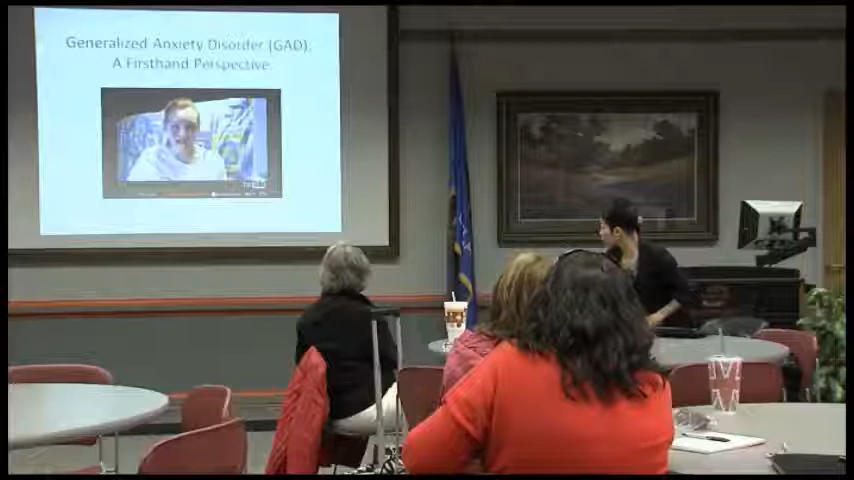 Generalized Anxiety Disorder (GAD):
A Firsthand Perspective